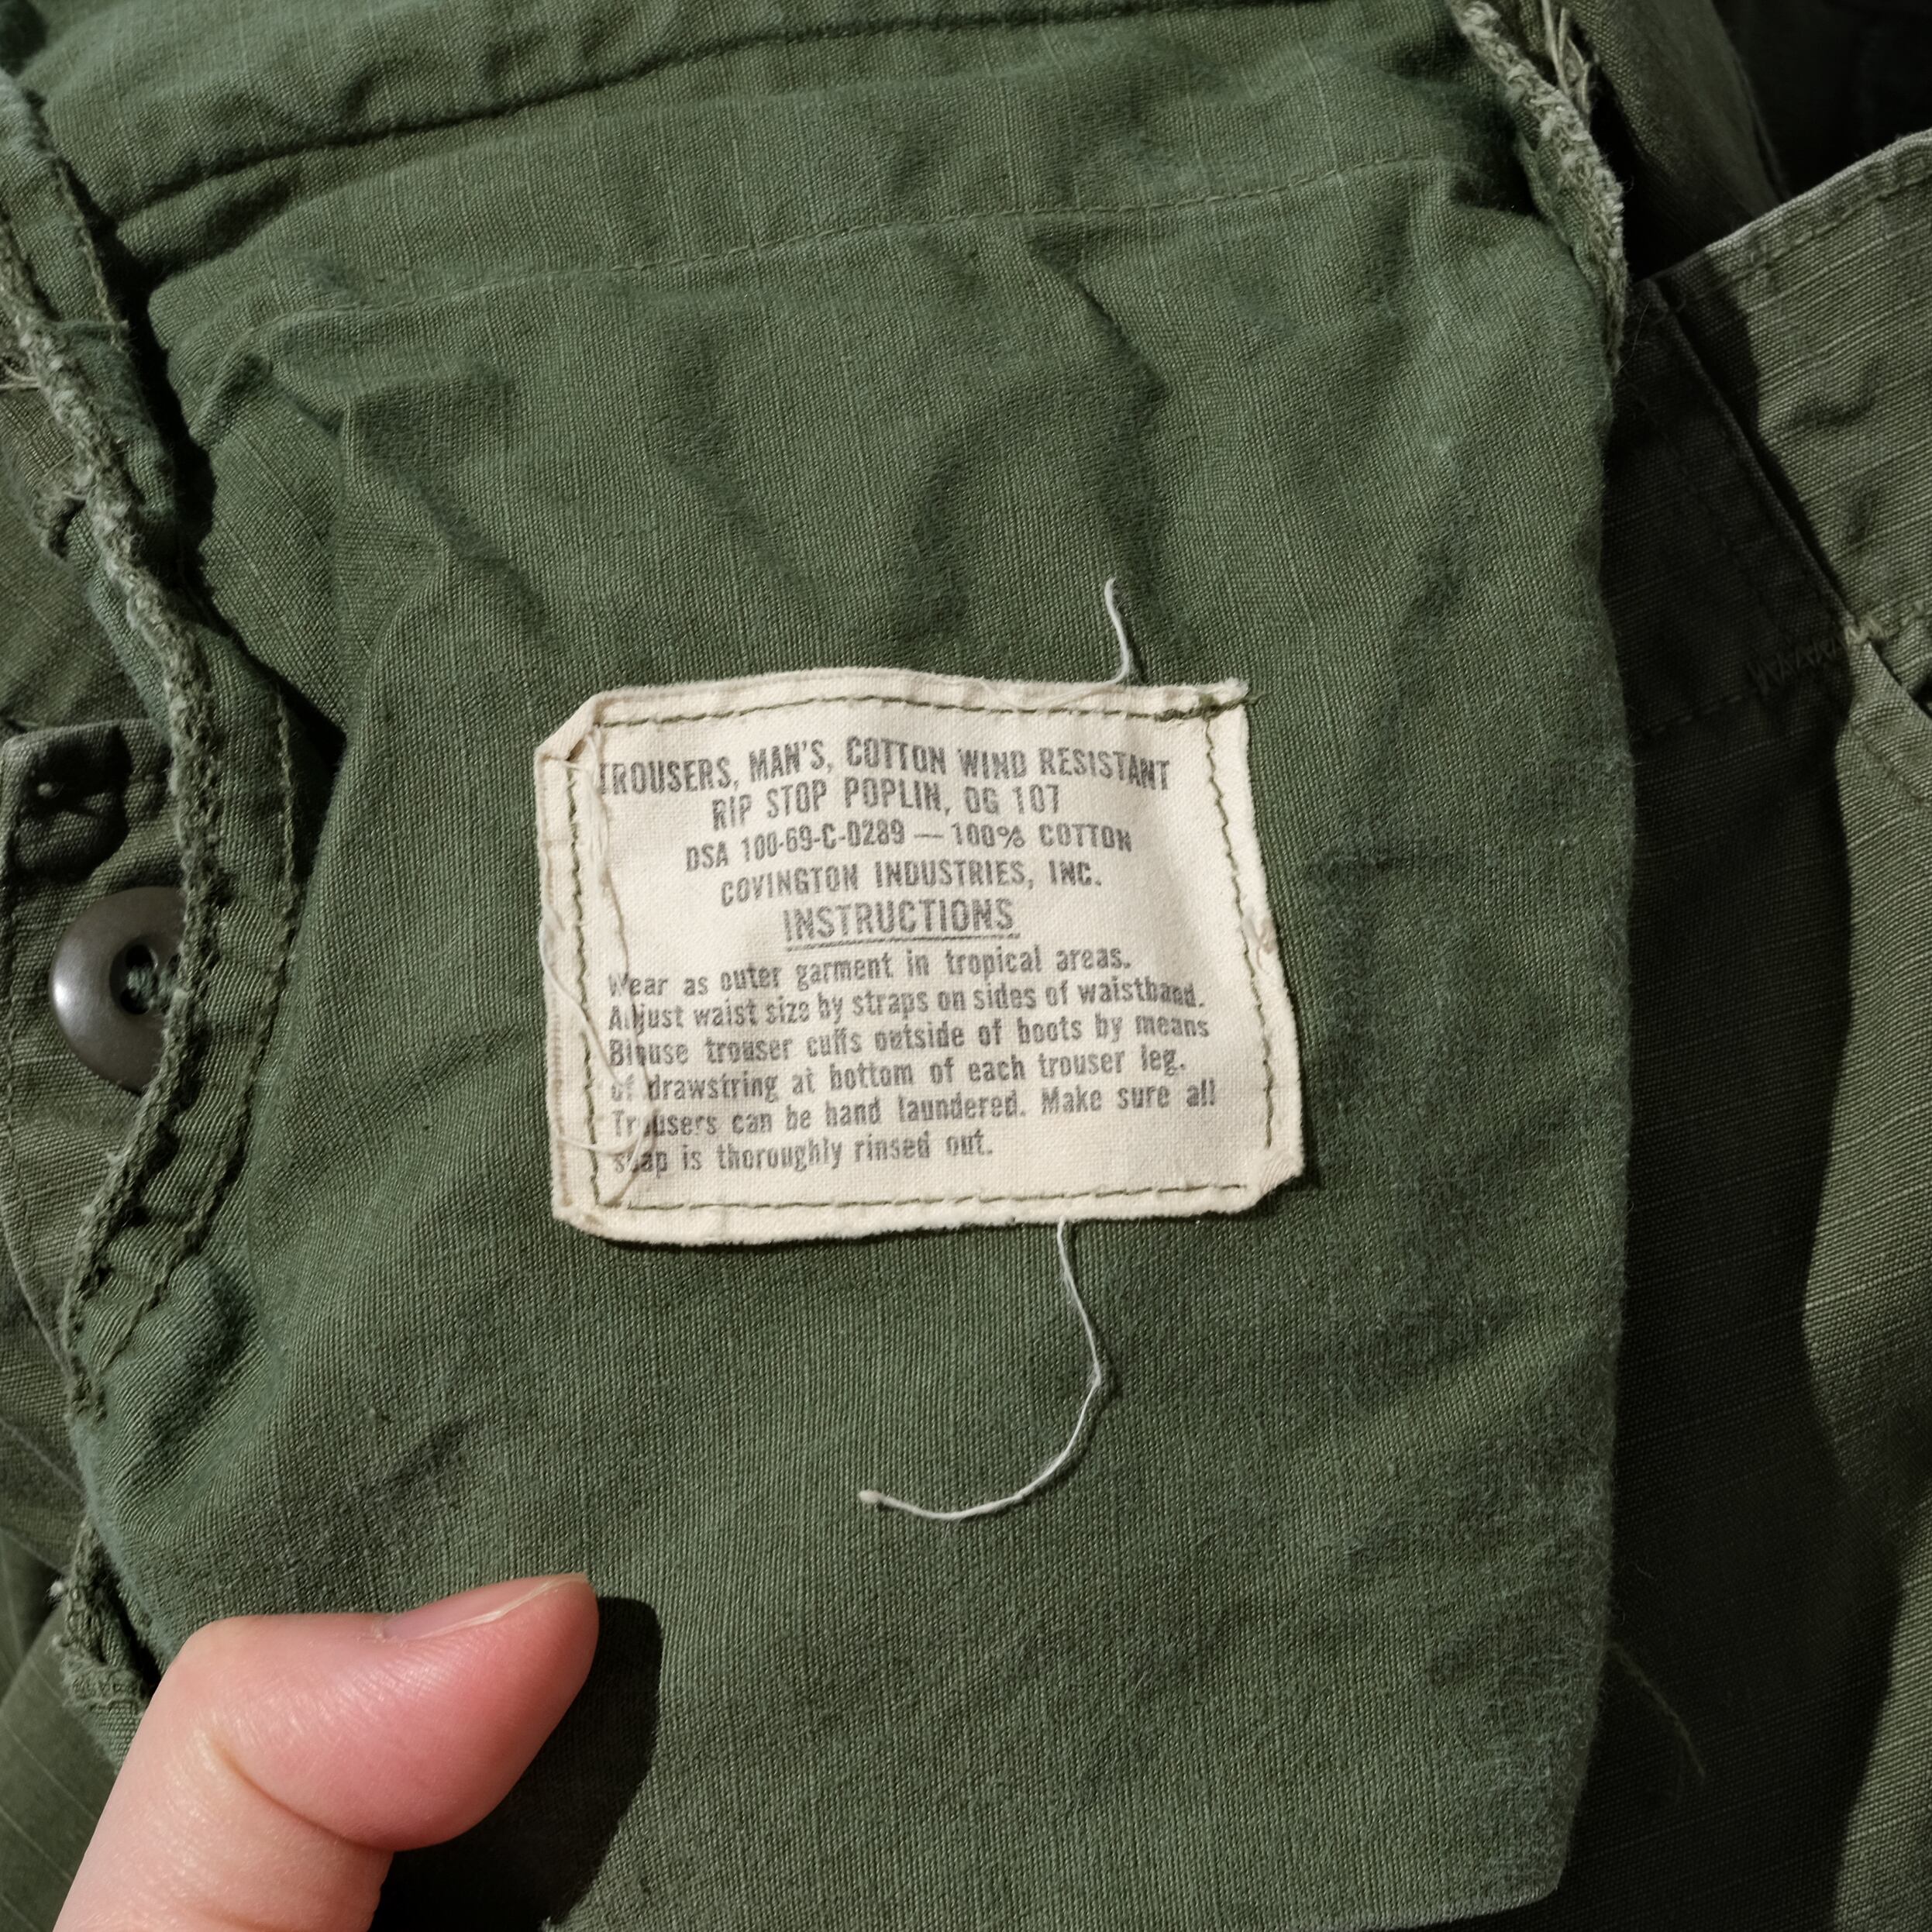 TROUSERS, MAN'S, COTTON WIND RESISTANT
RIP STOP POPLIN, OG 107
DSA 100-69-C-0289 — 100% COTTON
COVINGTON INDUSTRIES, INC.
INSTRUCTIONS
Wear as outer garment in tropical areas.
Adjust waist size by straps on sides of waistband.
Blouse trouser cuffs outside of boots by means
of drawstring at bottom of each trouser leg.
Trousers can be hand laundered. Make sure all
soap is thoroughly rinsed out.